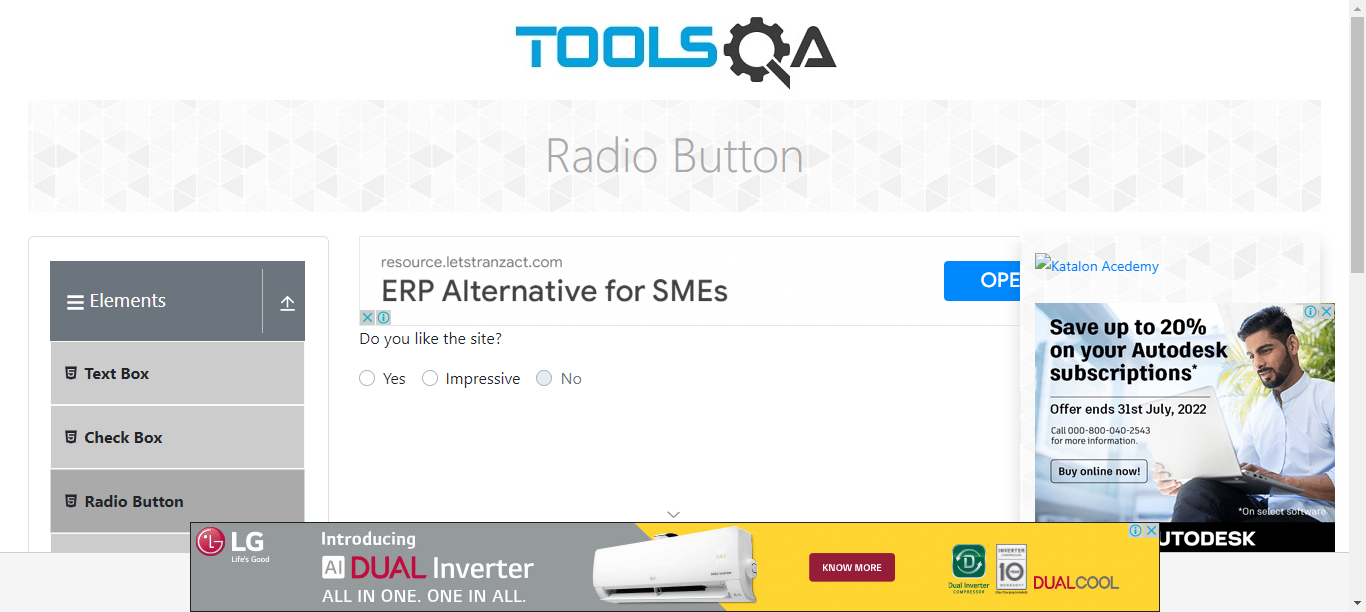 TOOLSQA
Radio Button
Elements
Text Box
Check Box
Radio Button
resource.letstranzact.com
ERP Alternative for SMEs
OPE
Do you like the site?
Yes Impressive No
Katalon Acedemy
Save up to 20%
on your Autodesk
subscriptions*
Offer ends 31st July, 2022
Call 000-800-040-2543
for more information.
Buy online now!
*On select software
UTODESK
LG
Life's Good
Introducing
AI DUAL Inverter
ALL IN ONE. ONE IN ALL.
KNOW MORE
Dual Inverter
COMPRESSOR
INVERTER
COMPRESSOR
10
DUALCOOL